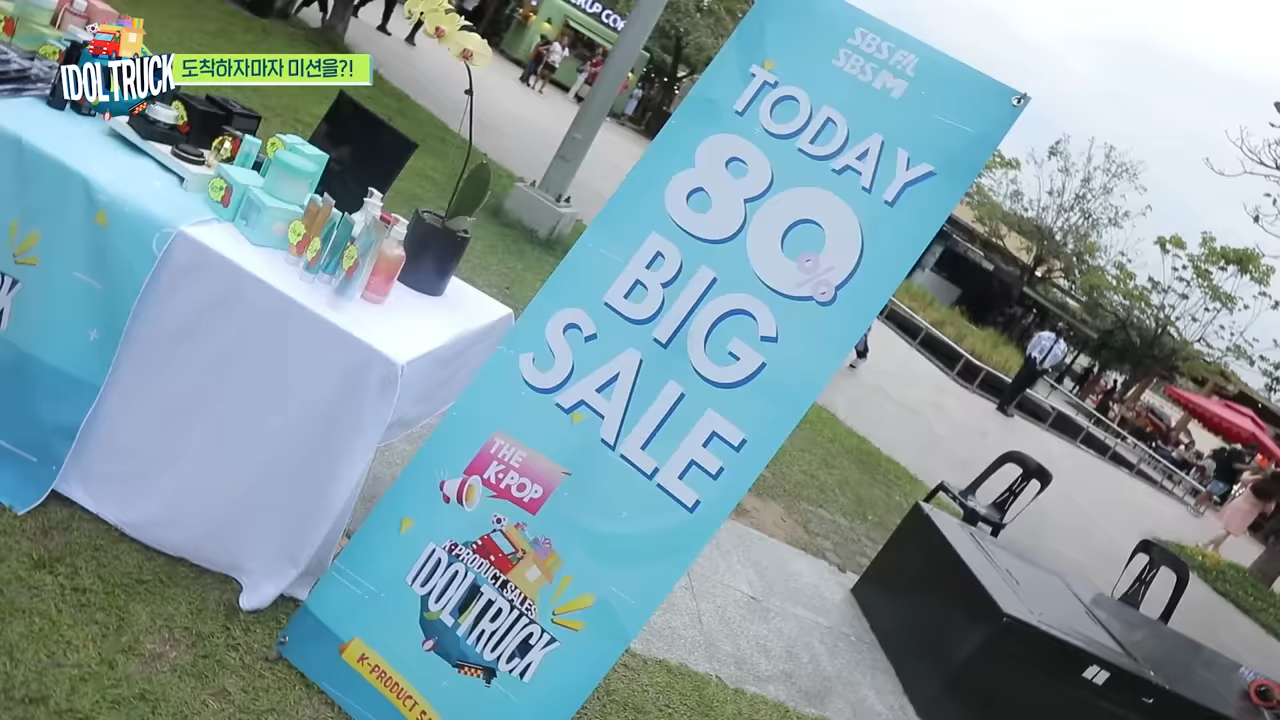 IDOL TRUCK
도착하자마자 미션을?!
SBS F!L
SBS M
TODAY
80%
BIG
SALE
THE
K-POP
K-PRODUCT SALES
IDOL TRUCK
K-PRODUCT